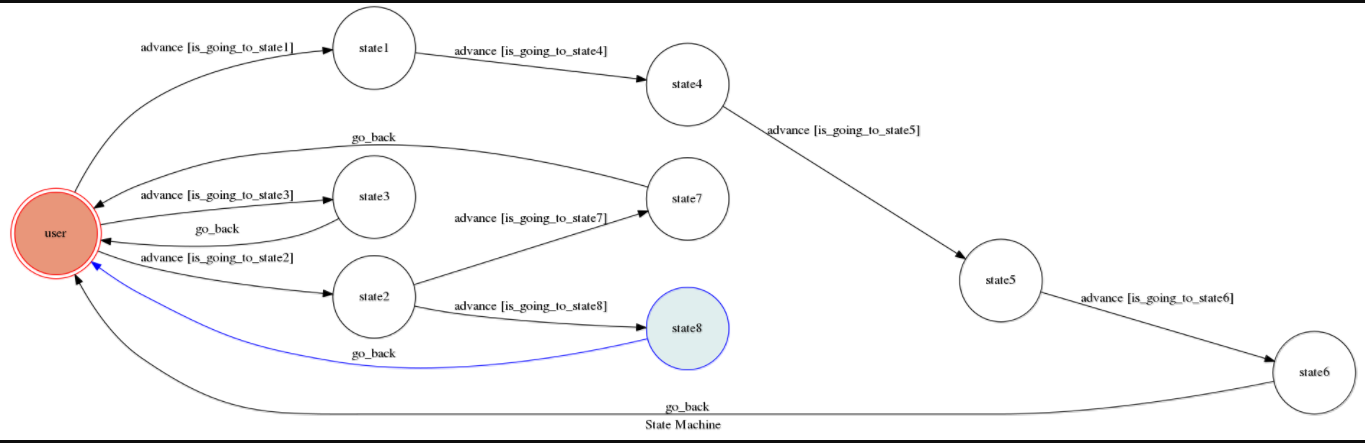 advance [is_going_to_state1]
state1
advance [is_going_to_state4]
state4
advance [is_going_to_state5]
go_back
advance [is_going_to_state3]
state3
state7
advance [is_going_to_state7]
go_back
user
advance [is_going_to_state2]
state2
state5
advance [is_going_to_state6]
advance [is_going_to_state8]
state8
go_back
state6
go_back
State Machine